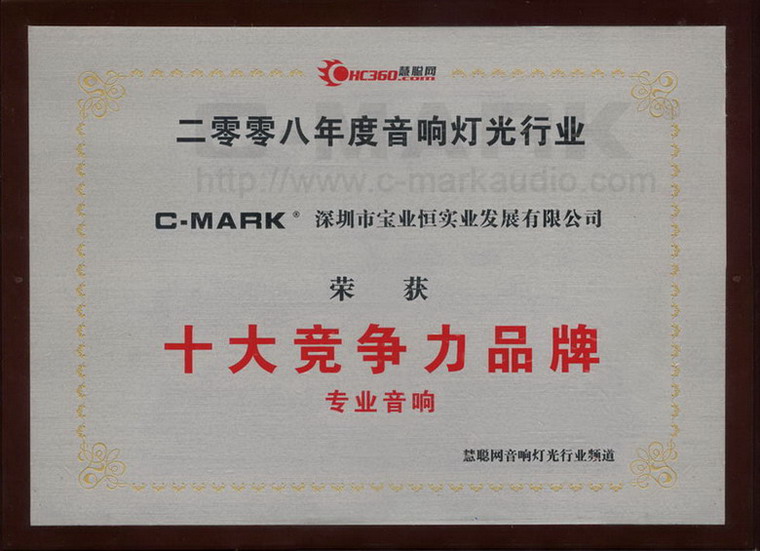 HC360慧聪网
.com
C-MARK
二零零八年度音响灯光行业
http://www.c-markaudio.com
C-MARK® 深圳市宝业恒实业发展有限公司
荣 获
十大竞争力品牌
专业音响
慧聪网音响灯光行业频道